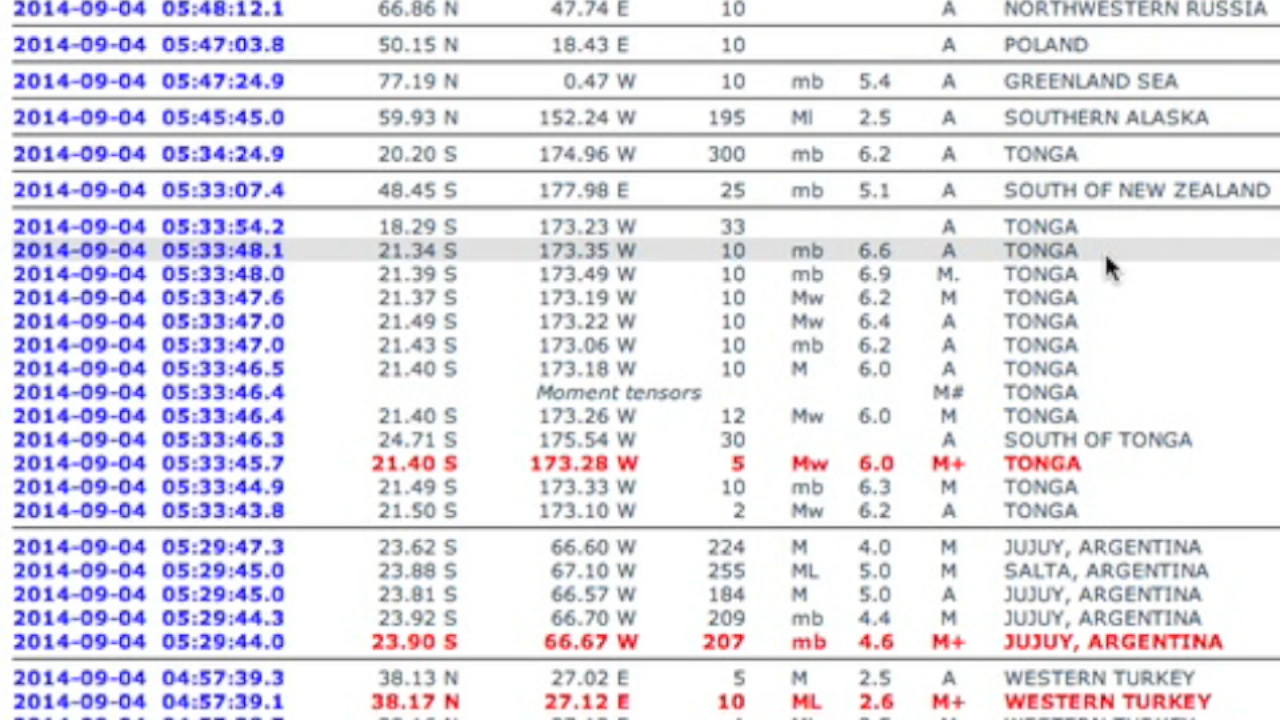 2014-09-04 05:48:12.1 66.86 N 47.74 E 10 A NORTHWESTERN RUSSIA
2014-09-04 05:47:03.8 50.15 N 18.43 E 10 A POLAND
2014-09-04 05:47:24.9 77.19 N 0.47 W 10 mb 5.4 A GREENLAND SEA
2014-09-04 05:45:45.0 59.93 N 152.24 W 195 Ml 2.5 A SOUTHERN ALASKA
2014-09-04 05:34:24.9 20.20 S 174.96 W 300 mb 6.2 A TONGA
2014-09-04 05:33:07.4 48.45 S 177.98 E 25 mb 5.1 A SOUTH OF NEW ZEALAND
2014-09-04 05:33:54.2 18.29 S 173.23 W 33 A TONGA
2014-09-04 05:33:48.1 21.34 S 173.35 W 10 mb 6.6 A TONGA
2014-09-04 05:33:48.0 21.39 S 173.49 W 10 mb 6.9 M. TONGA
2014-09-04 05:33:47.6 21.37 S 173.19 W 10 Mw 6.2 M TONGA
2014-09-04 05:33:47.0 21.49 S 173.22 W 10 Mw 6.4 A TONGA
2014-09-04 05:33:47.0 21.43 S 173.06 W 10 mb 6.2 A TONGA
2014-09-04 05:33:46.5 21.40 S 173.18 W 10 M 6.0 A TONGA
2014-09-04 05:33:46.4 Moment tensors M# TONGA
2014-09-04 05:33:46.4 21.40 S 173.26 W 12 Mw 6.0 M TONGA
2014-09-04 05:33:46.3 24.71 S 175.54 W 30 A SOUTH OF TONGA
2014-09-04 05:33:45.7 21.40 S 173.28 W 5 Mw 6.0 M+ TONGA
2014-09-04 05:33:44.9 21.49 S 173.33 W 10 mb 6.3 M TONGA
2014-09-04 05:33:43.8 21.50 S 173.10 W 2 Mw 6.2 A TONGA
2014-09-04 05:29:47.3 23.62 S 66.60 W 224 M 4.0 M JUJUY, ARGENTINA
2014-09-04 05:29:45.0 23.88 S 67.10 W 255 ML 5.0 M SALTA, ARGENTINA
2014-09-04 05:29:45.0 23.81 S 66.57 W 184 M 5.0 A JUJUY, ARGENTINA
2014-09-04 05:29:44.3 23.92 S 66.70 W 209 mb 4.4 M JUJUY, ARGENTINA
2014-09-04 05:29:44.0 23.90 S 66.67 W 207 mb 4.6 M+ JUJUY, ARGENTINA
2014-09-04 04:57:39.3 38.13 N 27.02 E 5 M 2.5 A WESTERN TURKEY
2014-09-04 04:57:39.1 38.17 N 27.12 E 10 ML 2.6 M+ WESTERN TURKEY